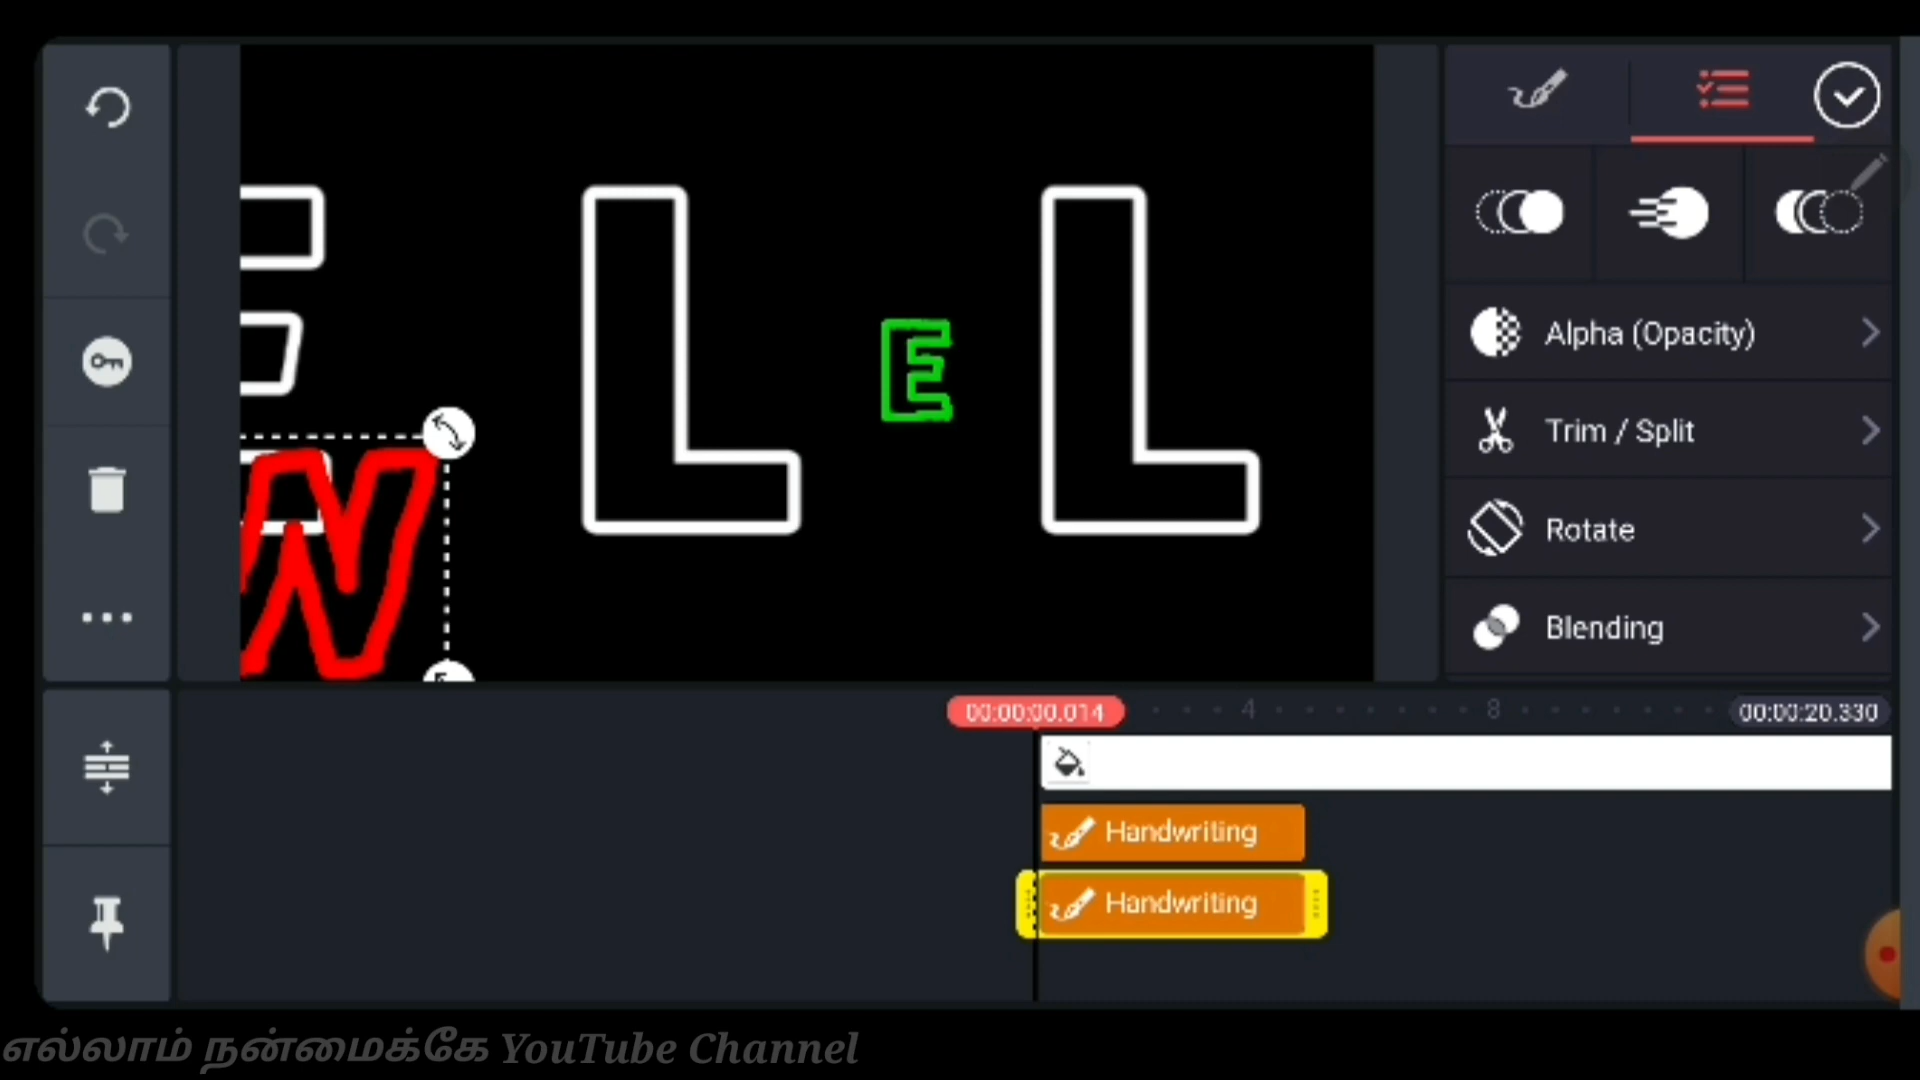 E L E L
W
Alpha (Opacity)
Trim / Split
Rotate
Blending
00:00:00.014
4
8
00:00:20.330
Handwriting
Handwriting
எல்லாம் நன்மைக்கே YouTube Channel